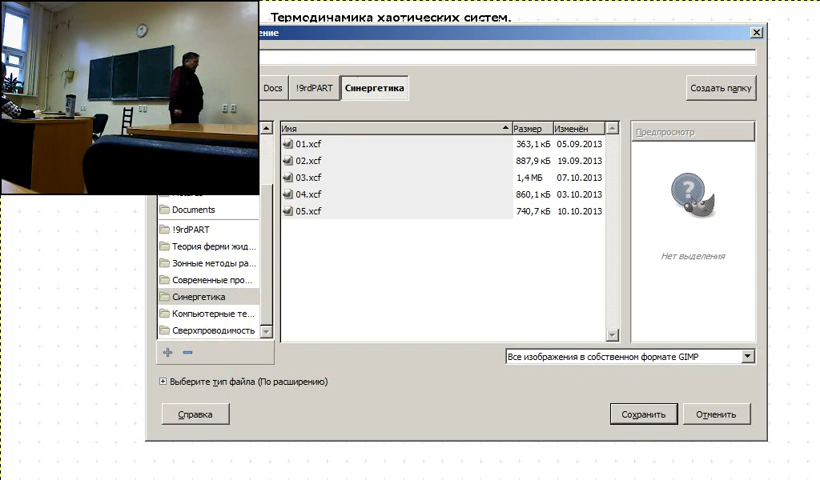 Термодинамика хаотических систем.
ение
Docs
!9rdPART
Синергетика
Создать папку
Имя
Размер
Изменён
Предпросмотр
01.xcf 363,1 кБ 05.09.2013
02.xcf 887,9 кБ 19.09.2013
03.xcf 1,4 МБ 07.10.2013
04.xcf 860,1 кБ 03.10.2013
05.xcf 740,7 кБ 10.10.2013
Documents
!9rdPART
Теория ферми жид...
Зонные методы ра...
Современные про...
Синергетика
Компьютерные те...
Сверхпроводимость
Нет выделения
Все изображения в собственном формате GIMP
Выберите тип файла (По расширению)
Справка
Сохранить
Отменить